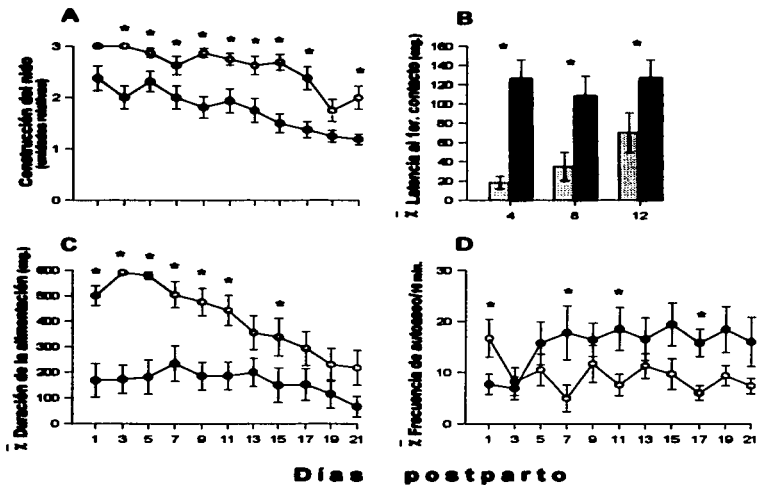 A
Construcción del nido
(unidades relativas)
3
2
1
0
* * * * * * * * *
B
X̄ Latencia al 1er. contacto (seg.)
160
140
120
100
80
60
40
20
0
* * *
4 8 12
C
X̄ Duración de la alimentación (seg.)
600
500
400
300
200
100
0
* * * * * * *
1 3 5 7 9 11 13 15 17 19 21
D
X̄ Frecuencia de autoaseo/10 min.
30
20
10
0
* * * *
1 3 5 7 9 11 13 15 17 19 21
Días postparto